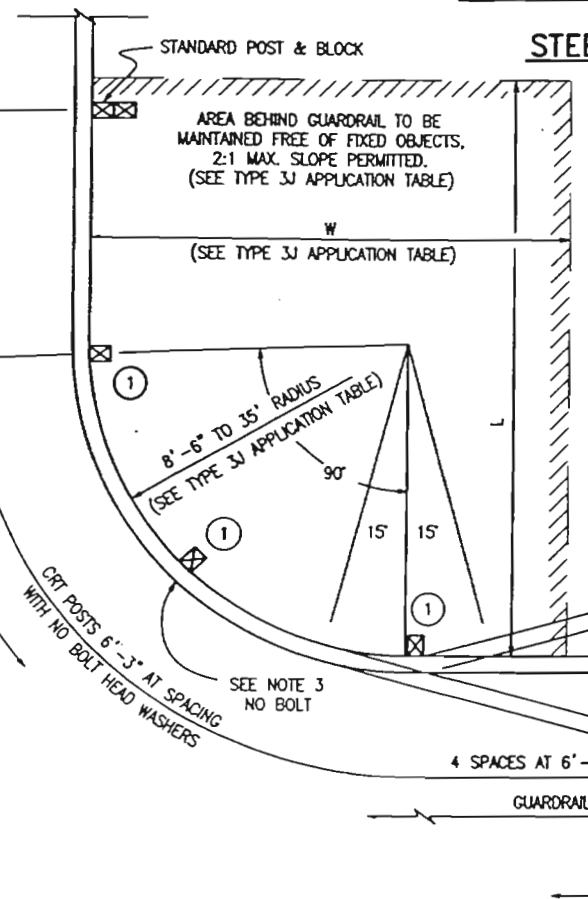 STANDARD POST & BLOCK
STEE
AREA BEHIND GUARDRAIL TO BE
MAINTAINED FREE OF FIXED OBJECTS,
2:1 MAX. SLOPE PERMITTED.
(SEE TYPE 3J APPLICATION TABLE)
W
(SEE TYPE 3J APPLICATION TABLE)
1
8'-6" TO 35' RADIUS
(SEE TYPE 3J APPLICATION TABLE)
L
90°
15°
15°
1
1
CRT POSTS 6'-3" AT SPACING
WITH NO BOLT HEAD WASHERS
SEE NOTE 3
NO BOLT
4 SPACES AT 6'-
GUARDRAIL